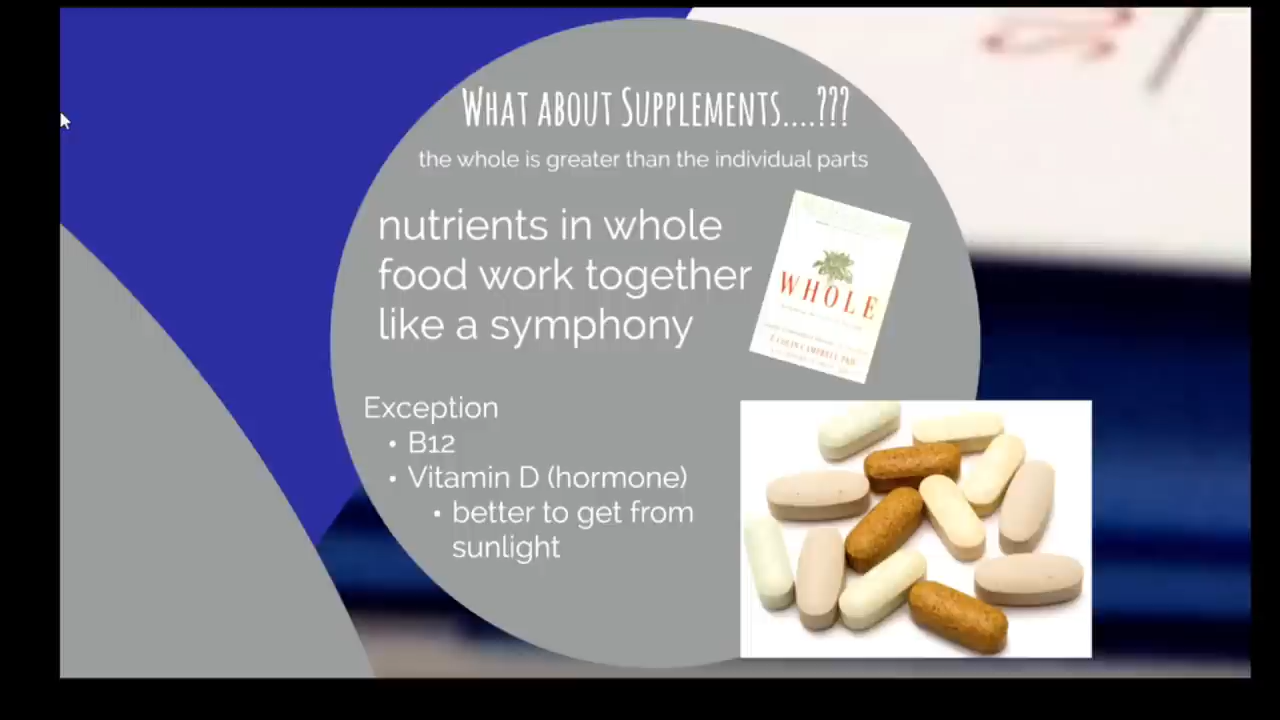 What about Supplements....???
the whole is greater than the individual parts
nutrients in whole
food work together
like a symphony
WHOLE
T. COLIN CAMPBELL, PhD
Exception
• B12
• Vitamin D (hormone)
• better to get from
sunlight